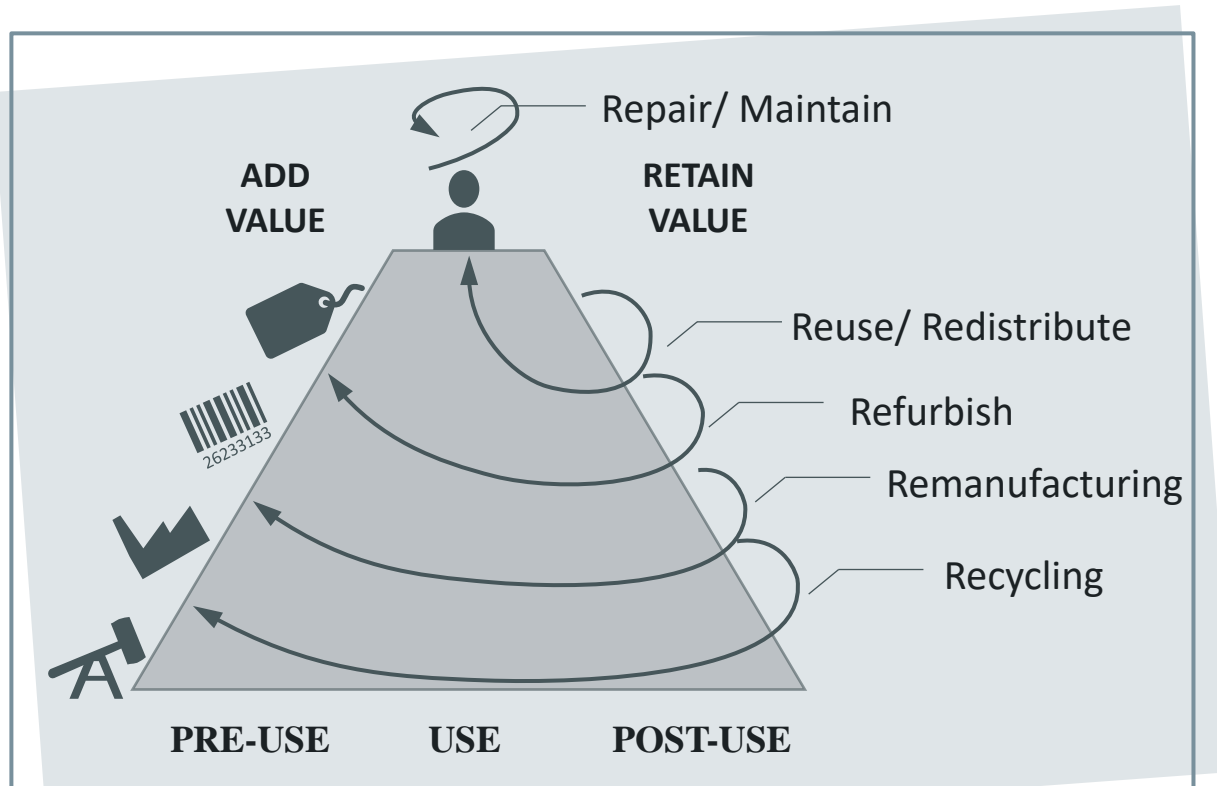 Repair/ Maintain
ADD
VALUE
RETAIN
VALUE
Reuse/ Redistribute
Refurbish
26233133
Remanufacturing
Recycling
PRE-USE USE POST-USE